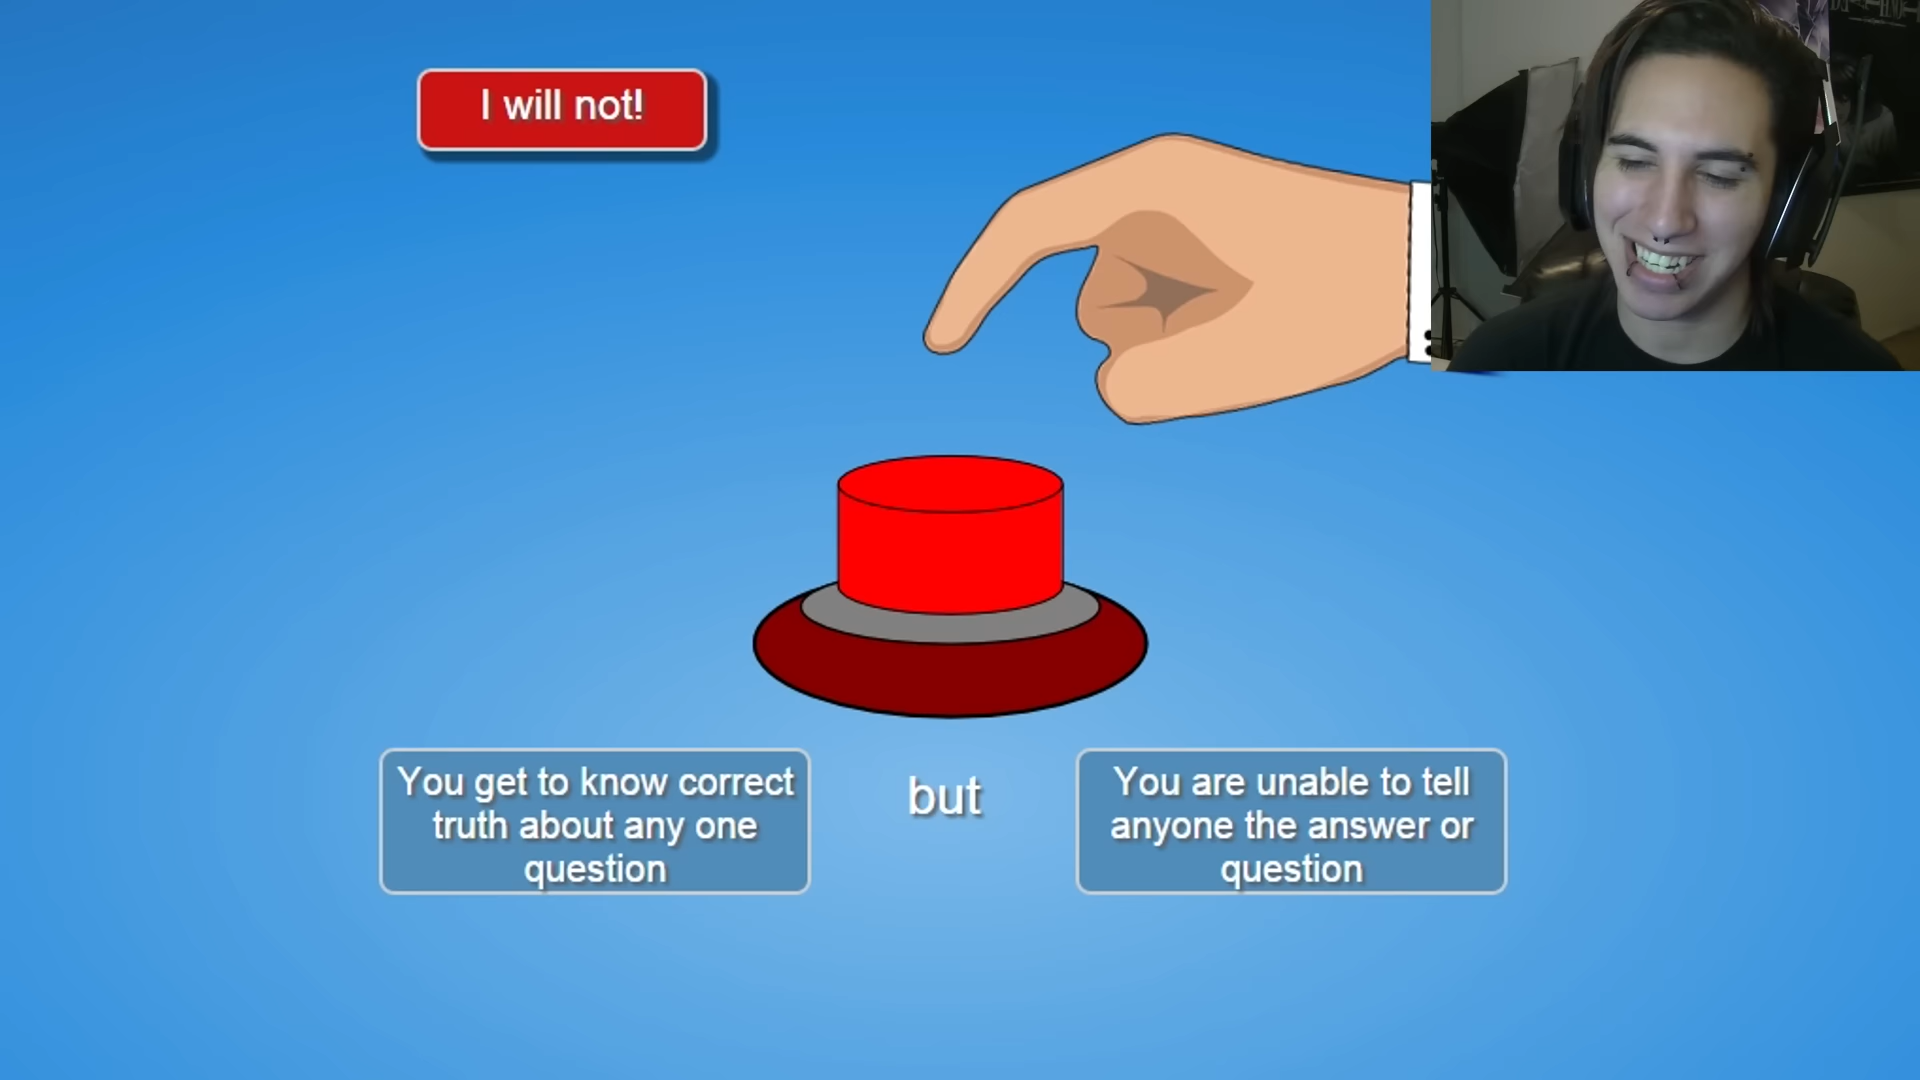 I will not!
You get to know correct
truth about any one
question
but
You are unable to tell
anyone the answer or
question